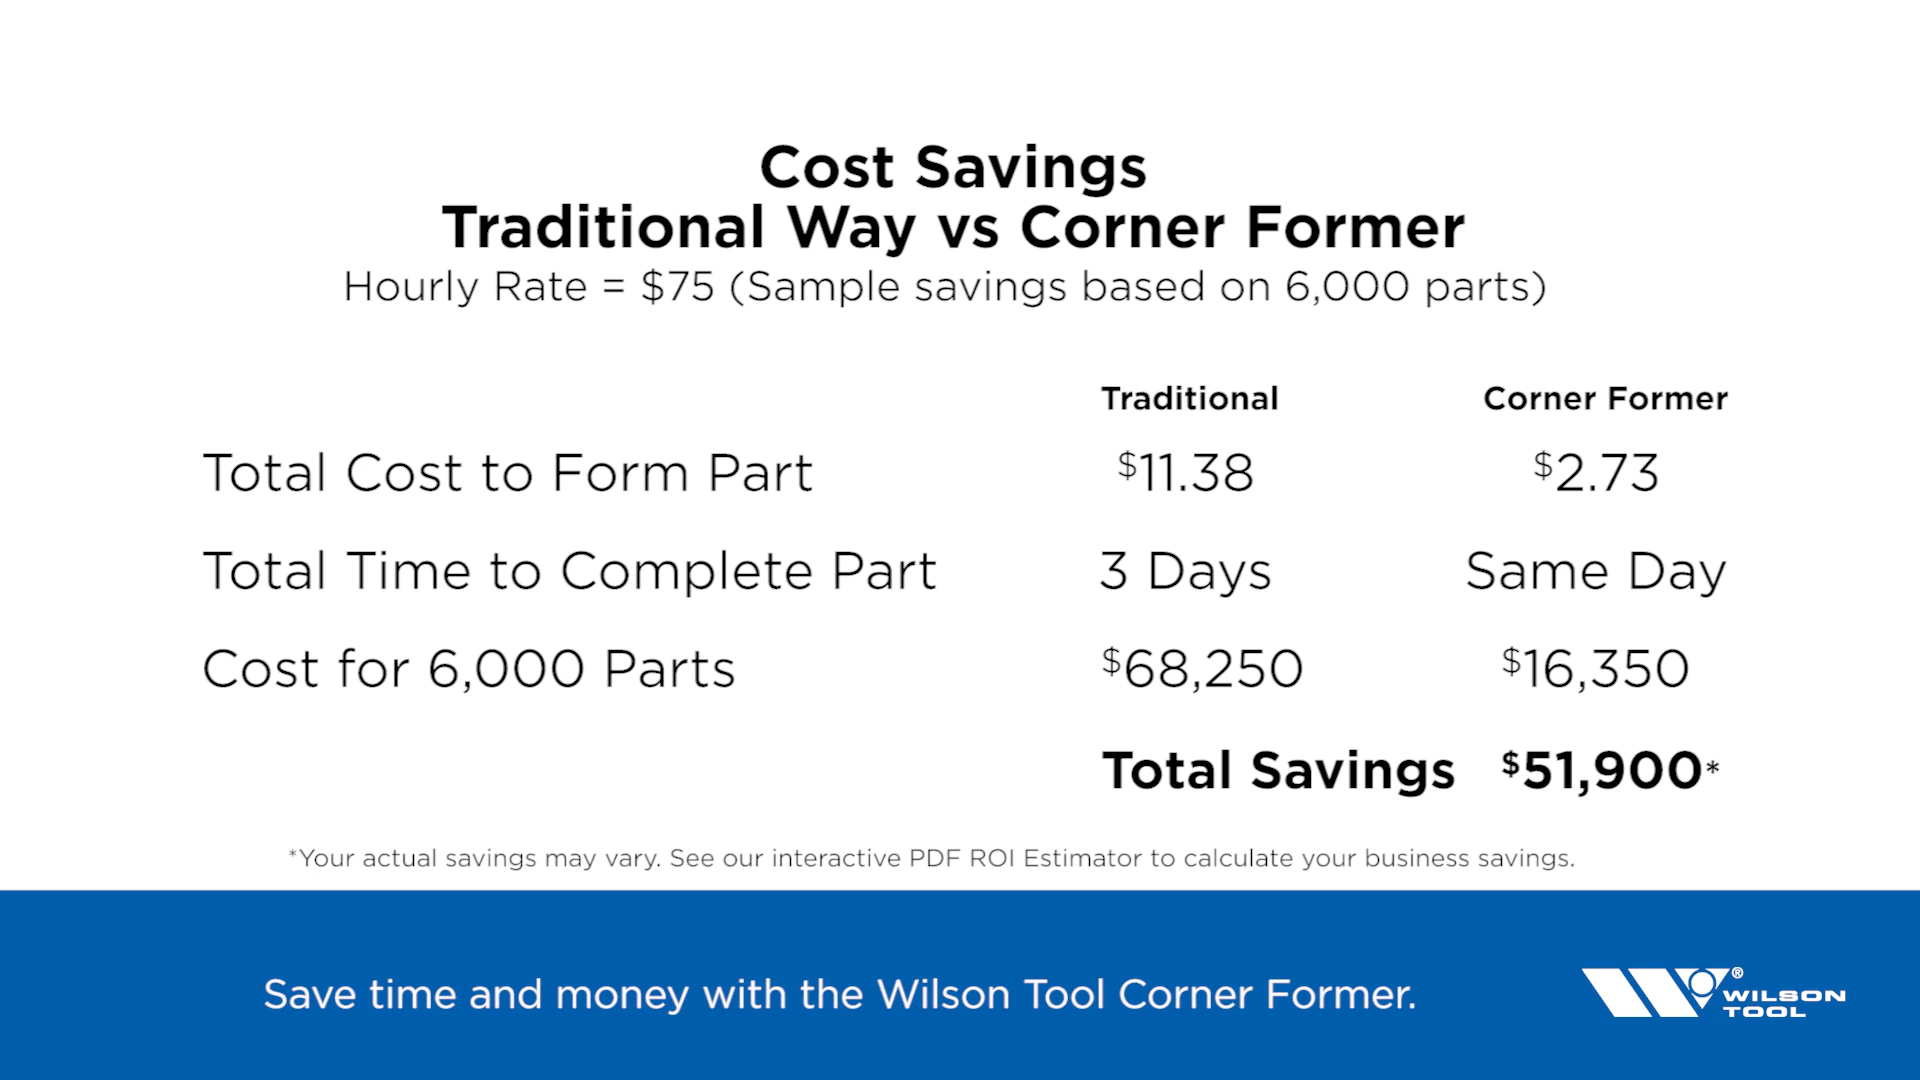 Cost Savings
Traditional Way vs Corner Former
Hourly Rate = $75 (Sample savings based on 6,000 parts)
Traditional Corner Former
Total Cost to Form Part $11.38 $2.73
Total Time to Complete Part 3 Days Same Day
Cost for 6,000 Parts $68,250 $16,350
Total Savings $51,900*
*Your actual savings may vary. See our interactive PDF ROI Estimator to calculate your business savings.
Save time and money with the Wilson Tool Corner Former.
®
WILSON
TOOL